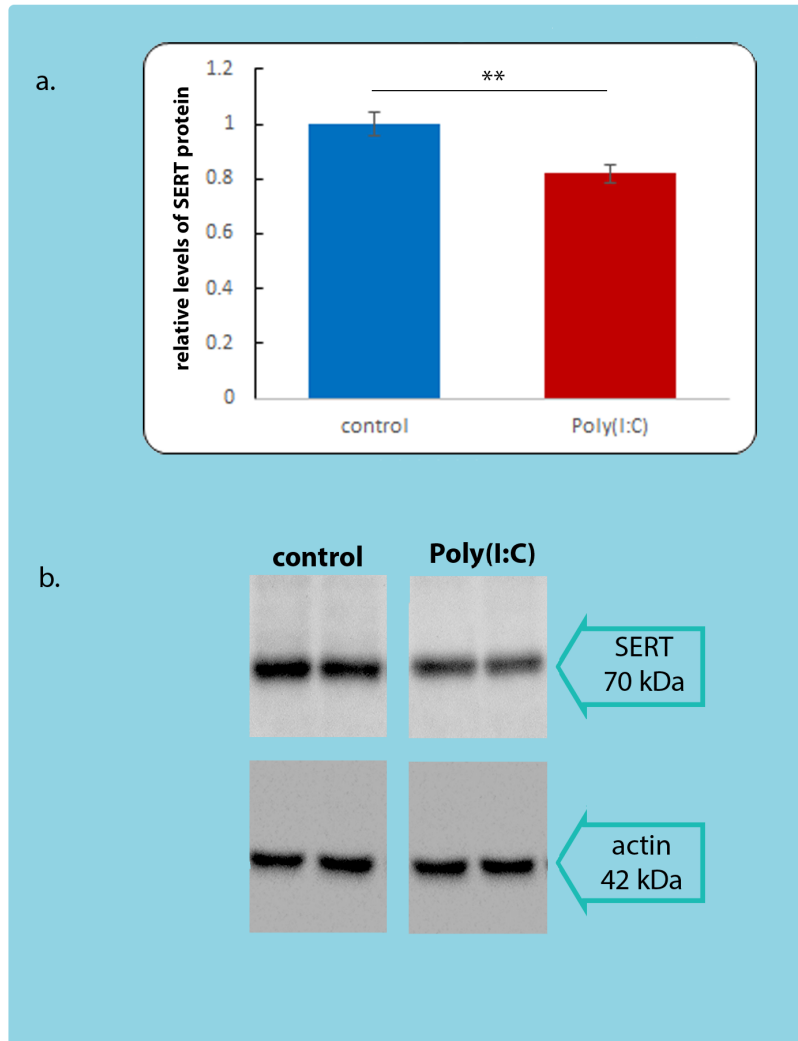 a.
relative levels of SERT protein
1.2
1
0.8
0.6
0.4
0.2
0
**
control
Poly(I:C)
b.
control
Poly(I:C)
SERT
70 kDa
actin
42 kDa